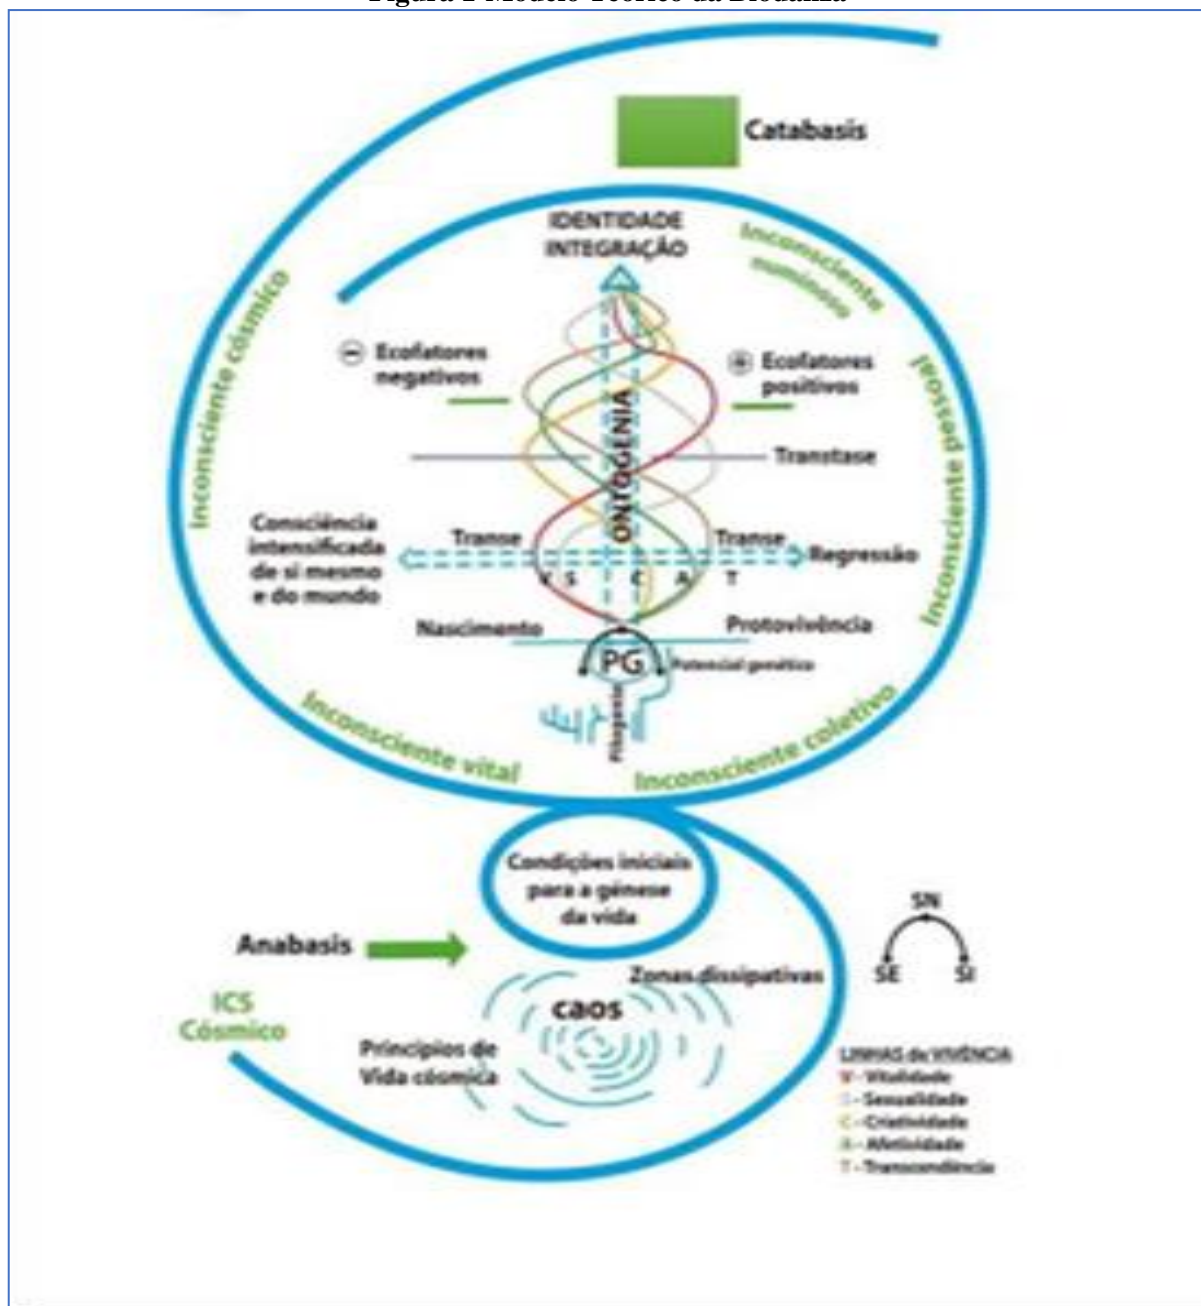 Figura 1 Modelo Teórico da Biodanza
Catabasis
IDENTIDADE
INTEGRAÇÃO
Inconsciente
numinoso
Inconsciente cósmico
Ecofatores
negativos
+ Ecofatores
positivos
Inconsciente pessoal
ONTOGENIA
Transtase
Consciência
intensificada
de si mesmo
e do mundo
Transe
Transe
Regressão
V S C A T
Nascimento
Protovivência
PG
Potencial genético
Filogenia
Inconsciente vital
Inconsciente coletivo
Condições iniciais
para a gênese
da vida
Anabasis
SN
SE SI
Zonas dissipativas
caos
ICS
Cósmico
Princípios de
Vida cósmica
LINHAS de VIVÊNCIA
V - Vitalidade
S - Sexualidade
C - Criatividade
A - Afetividade
T - Transcendência